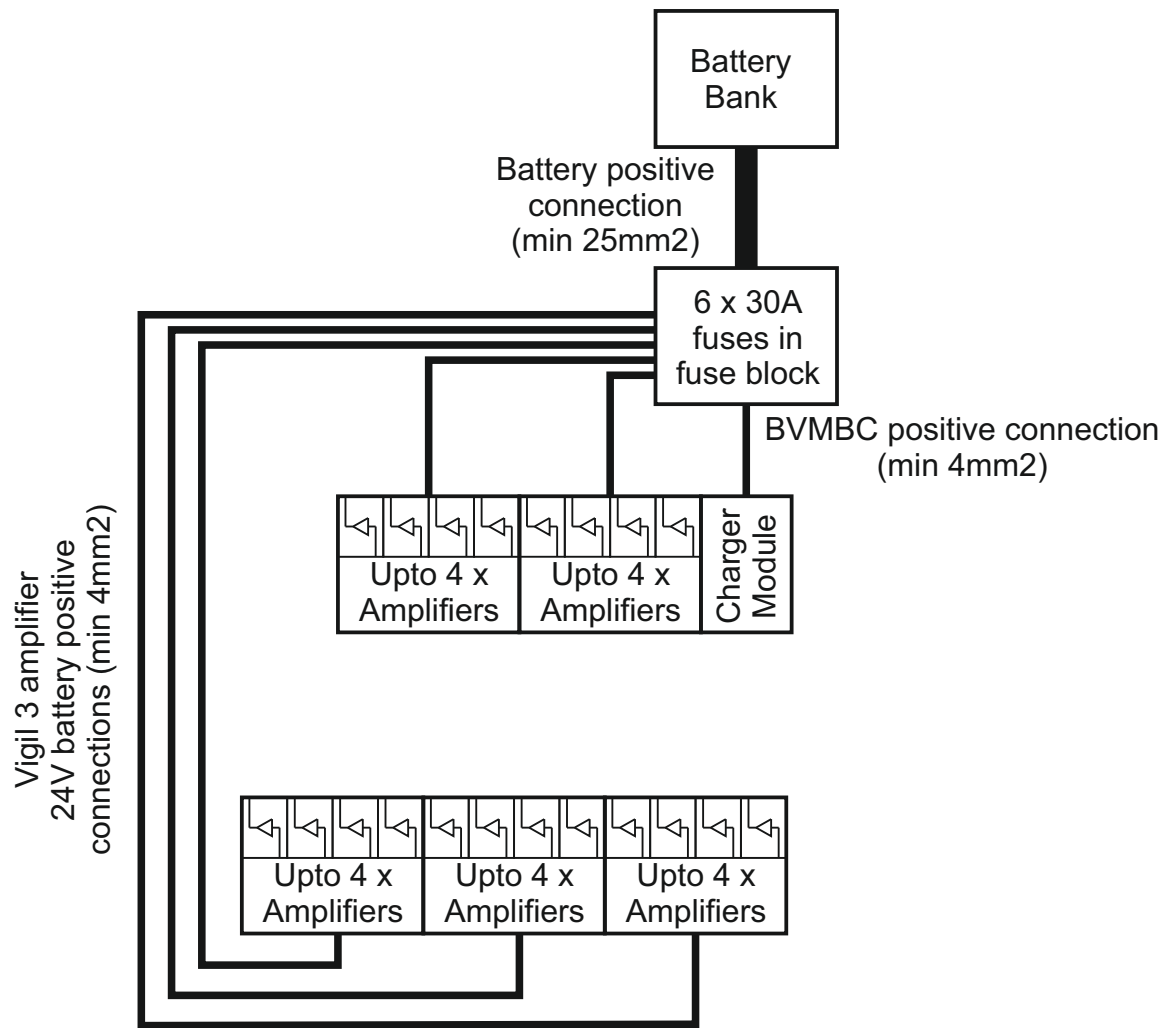 Battery
Bank
Battery positive
connection
(min 25mm2)
6 x 30A
fuses in
fuse block
BVMBC positive connection
(min 4mm2)
Upto 4 x
Amplifiers
Upto 4 x
Amplifiers
Charger
Module
Vigil 3 amplifier
24V battery positive
connections (min 4mm2)
Upto 4 x
Amplifiers
Upto 4 x
Amplifiers
Upto 4 x
Amplifiers